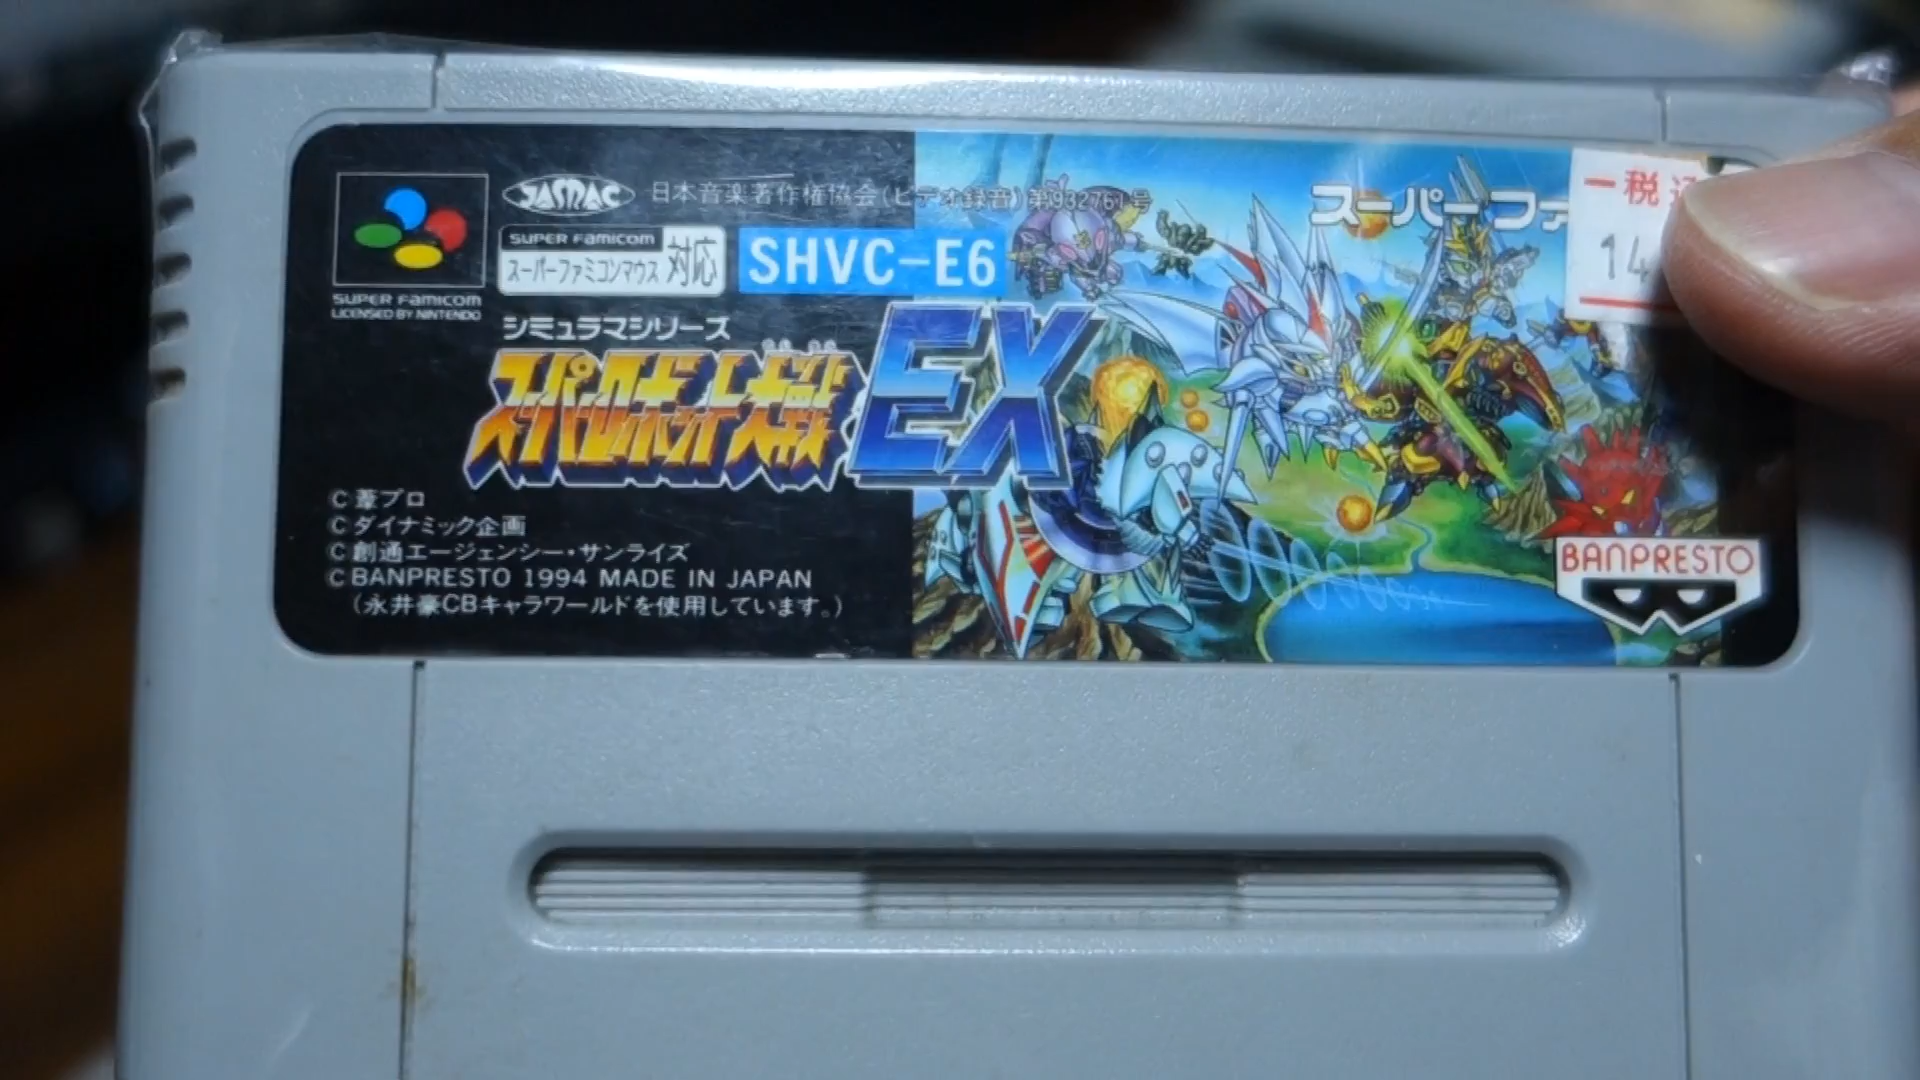 JASRAC 日本音楽著作権協会(ビデオ録音)第932761号
SUPER Famicom
スーパーファミコンマウス 対応
SHVC-E6
スーパーファ
一税
14
SUPER Famicom
LICENSED BY NINTENDO
シミュラマシリーズ
スーパーロボット大戦EX
C 葦プロ
C ダイナミック企画
C 創通エージェンシー・サンライズ
C BANPRESTO 1994 MADE IN JAPAN
(永井豪CBキャラワールドを使用しています。)
BANPRESTO